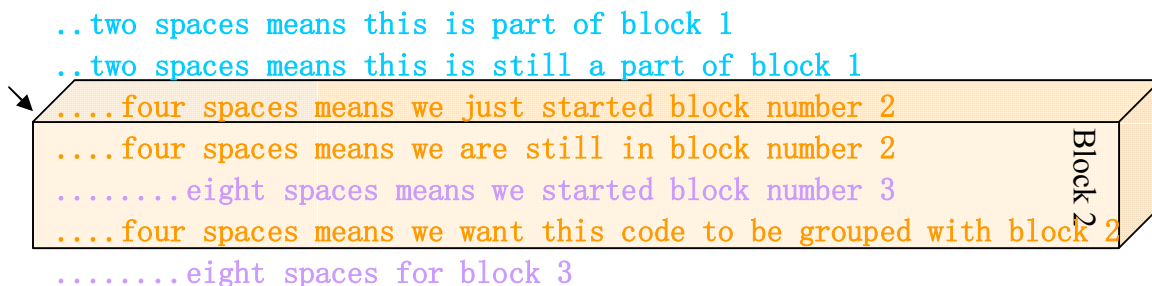 ..two spaces means this is part of block 1
..two spaces means this is still a part of block 1
....four spaces means we just started block number 2
....four spaces means we are still in block number 2
........eight spaces means we started block number 3
....four spaces means we want this code to be grouped with block 2
........eight spaces for block 3
Block 2